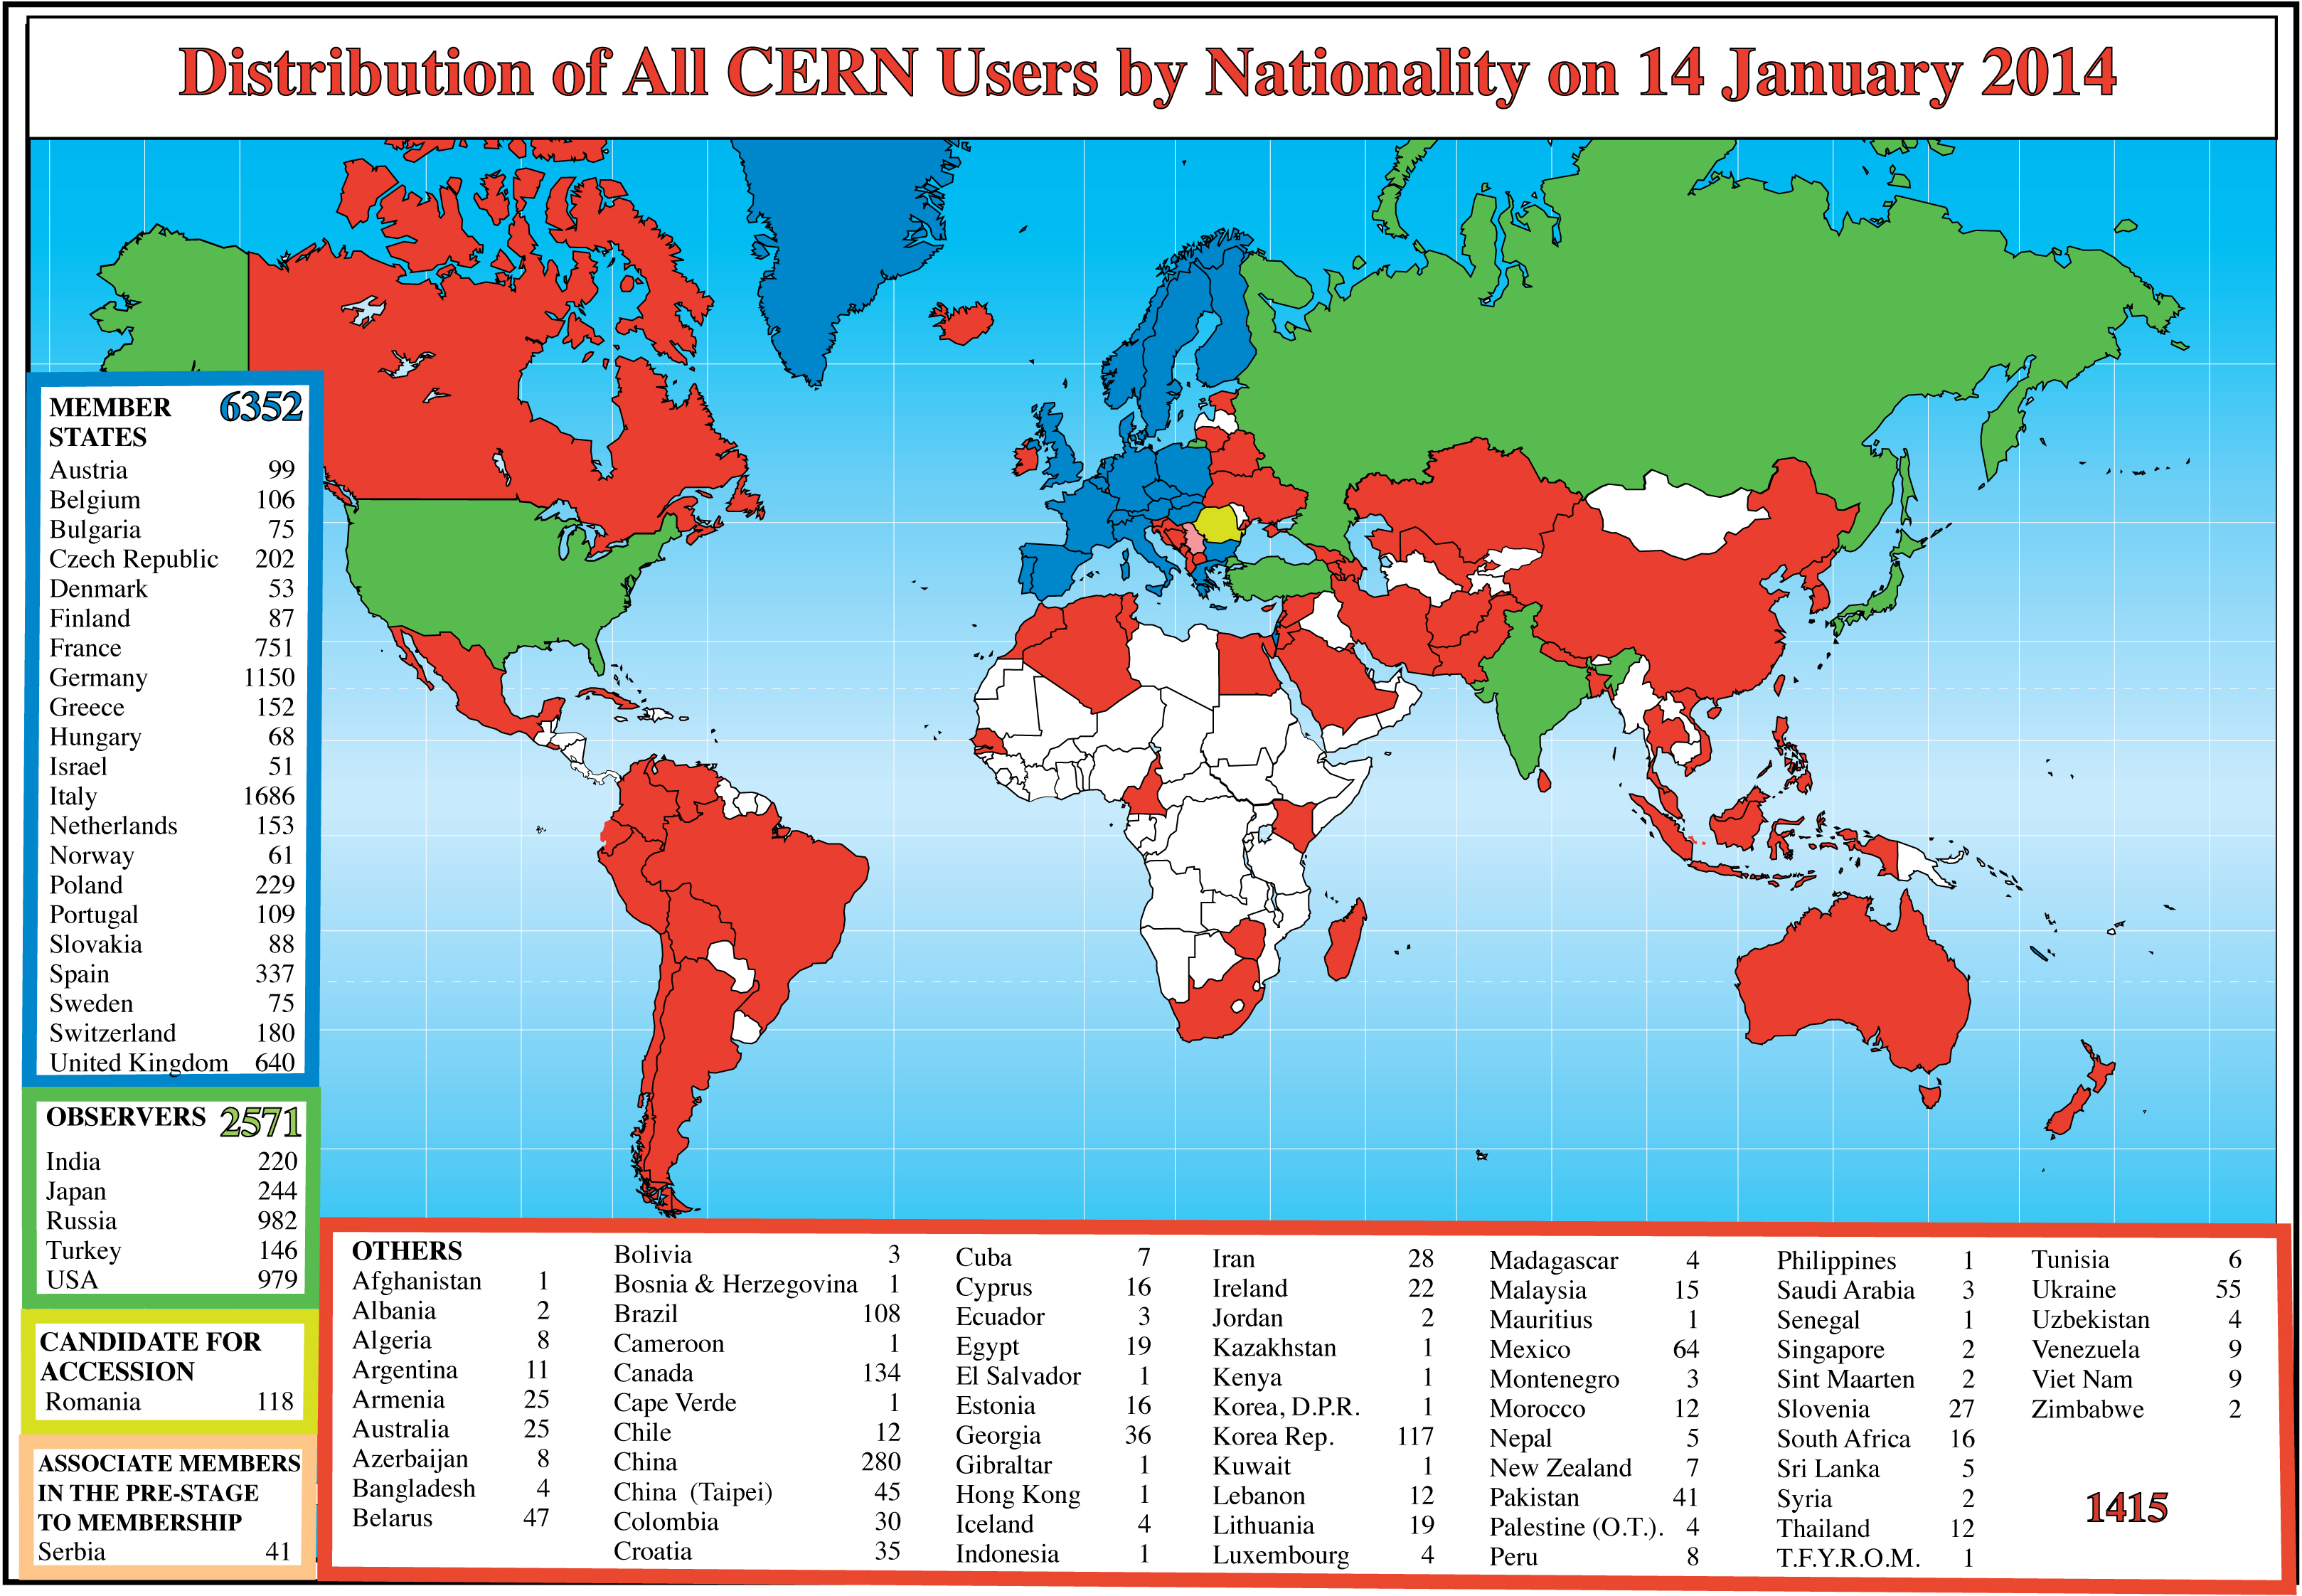 Distribution of All CERN Users by Nationality on 14 January 2014
MEMBER 6352
STATES
Austria 99
Belgium 106
Bulgaria 75
Czech Republic 202
Denmark 53
Finland 87
France 751
Germany 1150
Greece 152
Hungary 68
Israel 51
Italy 1686
Netherlands 153
Norway 61
Poland 229
Portugal 109
Slovakia 88
Spain 337
Sweden 75
Switzerland 180
United Kingdom 640
OBSERVERS 2571
India 220
Japan 244
Russia 982
Turkey 146
USA 979
CANDIDATE FOR
ACCESSION
Romania 118
ASSOCIATE MEMBERS
IN THE PRE-STAGE
TO MEMBERSHIP
Serbia 41
OTHERS
Afghanistan 1
Albania 2
Algeria 8
Argentina 11
Armenia 25
Australia 25
Azerbaijan 8
Bangladesh 4
Belarus 47
Bolivia 3
Bosnia & Herzegovina 1
Brazil 108
Cameroon 1
Canada 134
Cape Verde 1
Chile 12
China 280
China (Taipei) 45
Colombia 30
Croatia 35
Cuba 7
Cyprus 16
Ecuador 3
Egypt 19
El Salvador 1
Estonia 16
Georgia 36
Gibraltar 1
Hong Kong 1
Iceland 4
Indonesia 1
Iran 28
Ireland 22
Jordan 2
Kazakhstan 1
Kenya 1
Korea, D.P.R. 1
Korea Rep. 117
Kuwait 1
Lebanon 12
Lithuania 19
Luxembourg 4
Madagascar 4
Malaysia 15
Mauritius 1
Mexico 64
Montenegro 3
Morocco 12
Nepal 5
New Zealand 7
Pakistan 41
Palestine (O.T.). 4
Peru 8
Philippines 1
Saudi Arabia 3
Senegal 1
Singapore 2
Sint Maarten 2
Slovenia 27
South Africa 16
Sri Lanka 5
Syria 2
Thailand 12
T.F.Y.R.O.M. 1
Tunisia 6
Ukraine 55
Uzbekistan 4
Venezuela 9
Viet Nam 9
Zimbabwe 2
1415